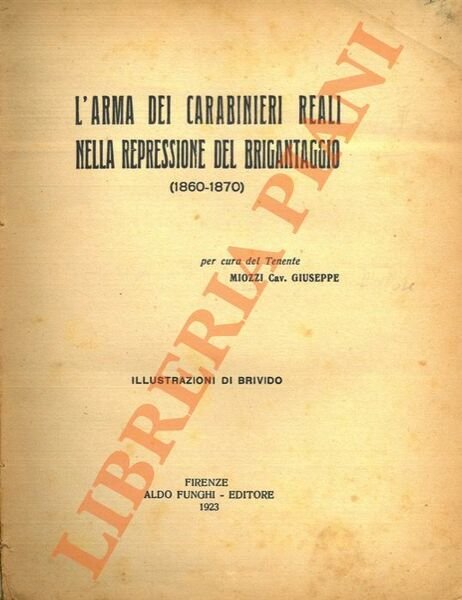 L'ARMA DEI CARABINIERI REALI
NELLA REPRESSIONE DEL BRIGANTAGGIO
(1860-1870)
per cura del Tenente
MIOZZI Cav. GIUSEPPE
ILLUSTRAZIONI DI BRIVIDO
FIRENZE
ALDO FUNGHI - EDITORE
1923
LIBRERIA PIANI